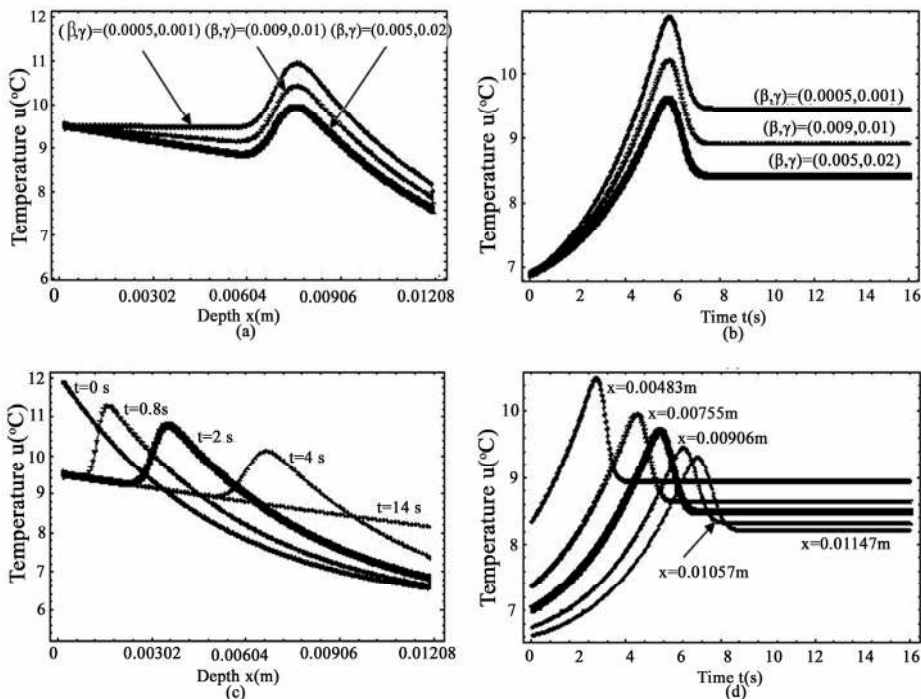 12
11
10
9
8
7
6
Temperature u(°C)
(β,γ)=(0.0005,0.001) (β,γ)=(0.009,0.01) (β,γ)=(0.005,0.02)
0 0.00302 0.00604 0.00906 0.01208
Depth x(m)
(a)
10
9
8
7
Temperature u(°C)
(β,γ)=(0.0005,0.001)
(β,γ)=(0.009,0.01)
(β,γ)=(0.005,0.02)
0 2 4 6 8 10 12 14 16
Time t(s)
(b)
12
11
10
9
8
7
6
Temperature u(°C)
t=0 s
t=0.8s
t=2 s
t=4 s
t=14 s
0 0.00302 0.00604 0.00906 0.01208
Depth x(m)
(c)
10
9
8
7
Temperature u(°C)
x=0.00483m
x=0.00755m
x=0.00906m
x=0.01147m
x=0.01057m
0 2 4 6 8 10 12 14 16
Time t(s)
(d)